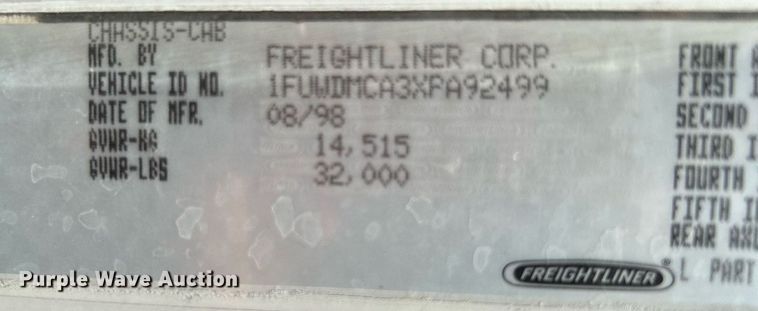 CHASSIS-CAB
MFD. BY FREIGHTLINER CORP. FRONT A
VEHICLE ID NO. 1FUWDMCA3XPA92499 FIRST I
DATE OF MFR. 08/98 SECOND
GVWR-KG 14,515 THIRD I
GVWR-LBS 32,000 FOURTH
FIFTH I
REAR AXL
FREIGHTLINER® L PART
Purple Wave Auction